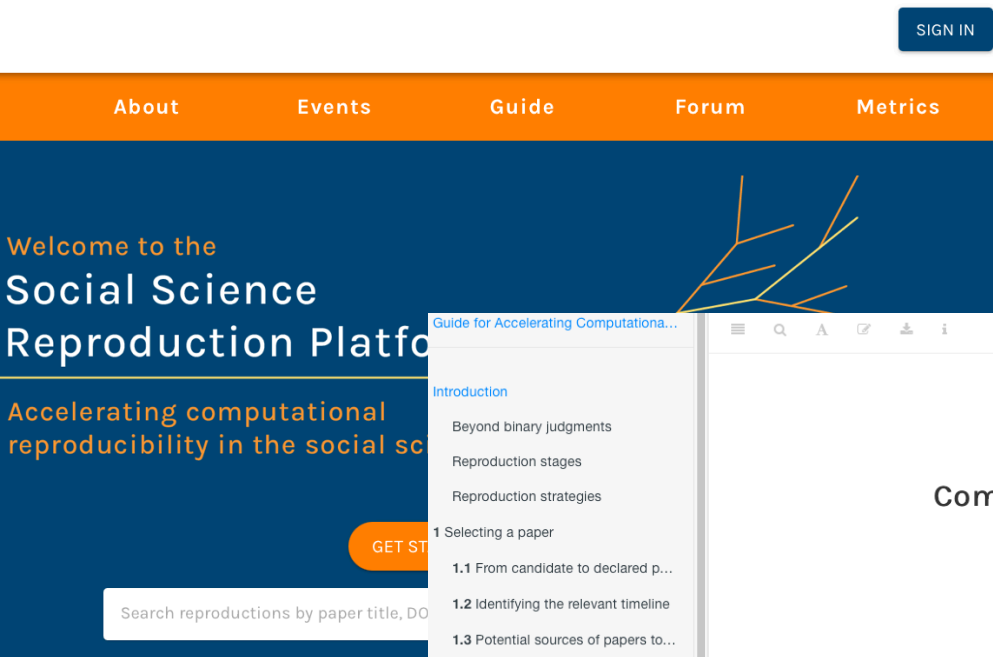 SIGN IN
About Events Guide Forum Metrics
Welcome to the
Social Science
Reproduction Platfo
Accelerating computational
reproducibility in the social sci
GET ST
Search reproductions by paper title, DO
Guide for Accelerating Computationa...
Introduction
Beyond binary judgments
Reproduction stages
Reproduction strategies
1 Selecting a paper
1.1 From candidate to declared p...
1.2 Identifying the relevant timeline
1.3 Potential sources of papers to...
A
i
Com